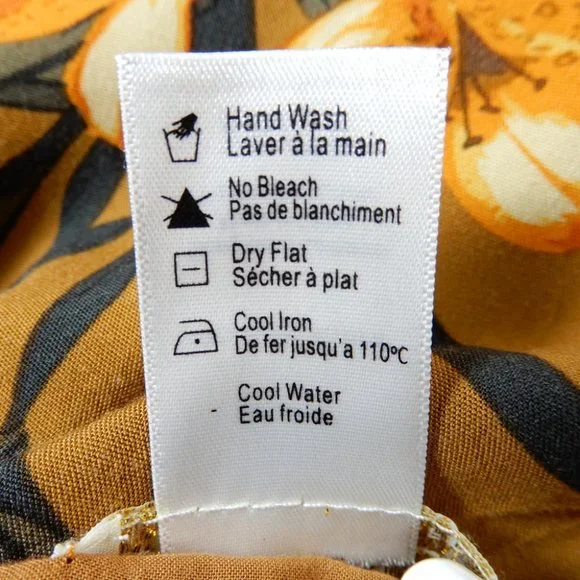 Hand Wash
Laver à la main
No Bleach
Pas de blanchiment
Dry Flat
Sécher à plat
Cool Iron
De fer jusqu'a 110℃
Cool Water
- Eau froide